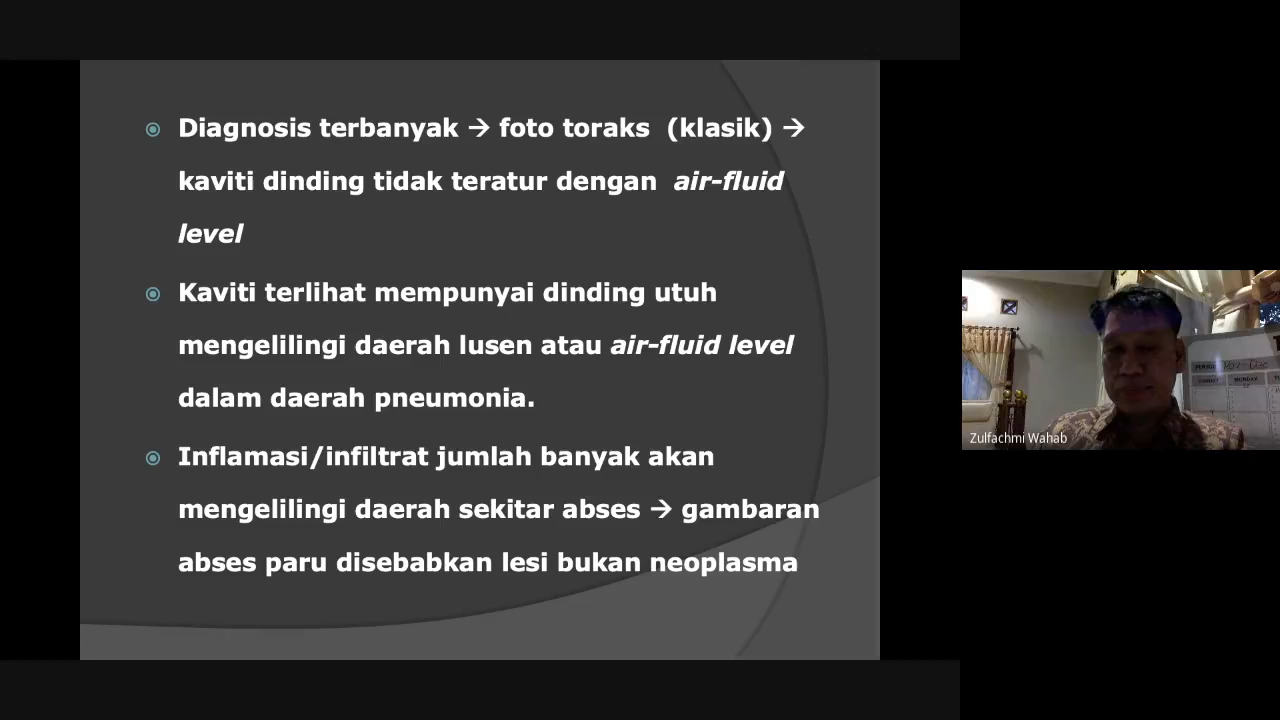 Diagnosis terbanyak → foto toraks (klasik) →
kaviti dinding tidak teratur dengan air-fluid
level
Kaviti terlihat mempunyai dinding utuh
mengelilingi daerah lusen atau air-fluid level
dalam daerah pneumonia.
Inflamasi/infiltrat jumlah banyak akan
mengelilingi daerah sekitar abses → gambaran
abses paru disebabkan lesi bukan neoplasma
Zulfachmi Wahab
MONDAY